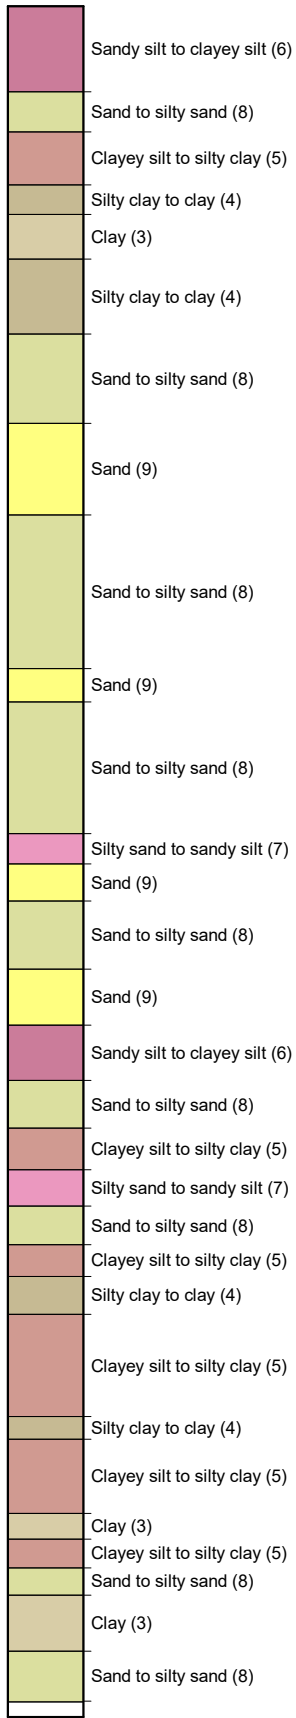 Sandy silt to clayey silt (6)
Sand to silty sand (8)
Clayey silt to silty clay (5)
Silty clay to clay (4)
Clay (3)
Silty clay to clay (4)
Sand to silty sand (8)
Sand (9)
Sand to silty sand (8)
Sand (9)
Sand to silty sand (8)
Silty sand to sandy silt (7)
Sand (9)
Sand to silty sand (8)
Sand (9)
Sandy silt to clayey silt (6)
Sand to silty sand (8)
Clayey silt to silty clay (5)
Silty sand to sandy silt (7)
Sand to silty sand (8)
Clayey silt to silty clay (5)
Silty clay to clay (4)
Clayey silt to silty clay (5)
Silty clay to clay (4)
Clayey silt to silty clay (5)
Clay (3)
Clayey silt to silty clay (5)
Sand to silty sand (8)
Clay (3)
Sand to silty sand (8)